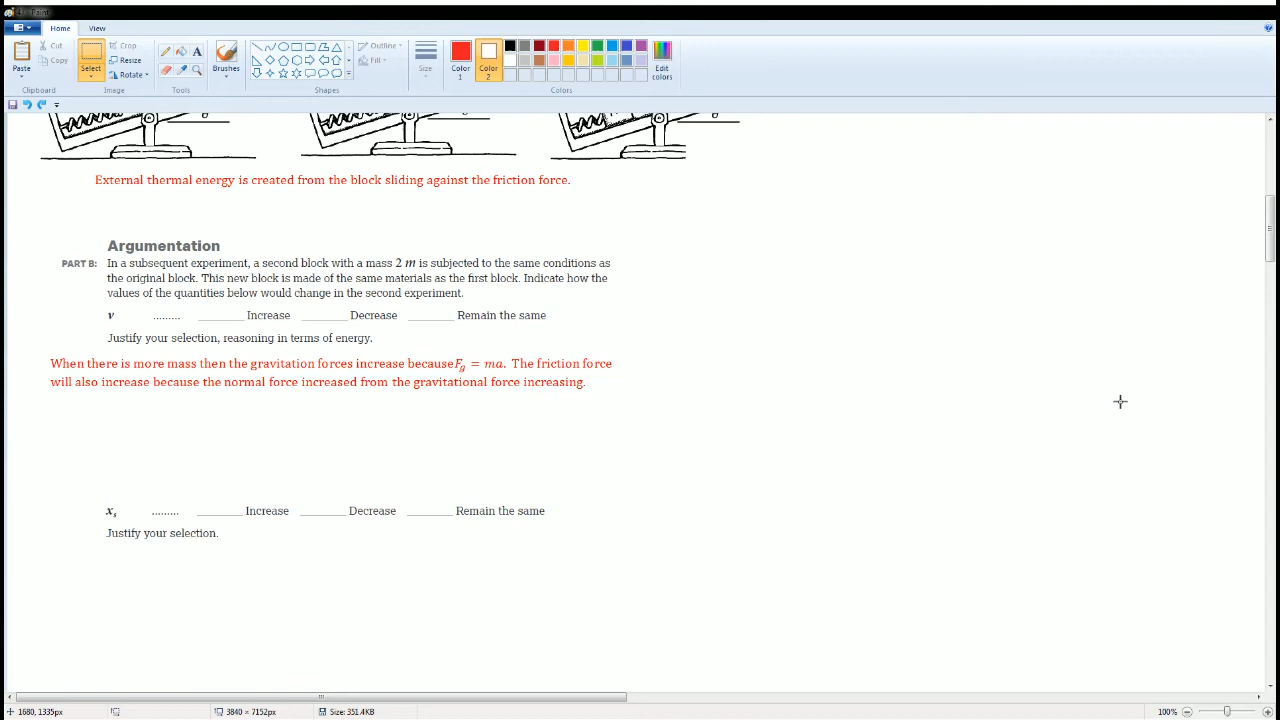 4 - Paint
Home View
Cut
Copy
Paste
Clipboard
Crop
Resize
Rotate
Select
Image
A
Tools
Brushes
Outline
Fill
Shapes
Size
Color 1
Color 2
Edit colors
Colors
θ
θ
θ
External thermal energy is created from the block sliding against the friction force.
Argumentation
PART B: In a subsequent experiment, a second block with a mass 2 m is subjected to the same conditions as
the original block. This new block is made of the same materials as the first block. Indicate how the
values of the quantities below would change in the second experiment.
v ......... ________ Increase ________ Decrease ________ Remain the same
Justify your selection, reasoning in terms of energy.
When there is more mass then the gravitation forces increase because F_g = ma. The friction force
will also increase because the normal force increased from the gravitational force increasing.
x_s ......... ________ Increase ________ Decrease ________ Remain the same
Justify your selection.
1680, 1335px
3840 × 7152px
Size: 351.4KB
100%